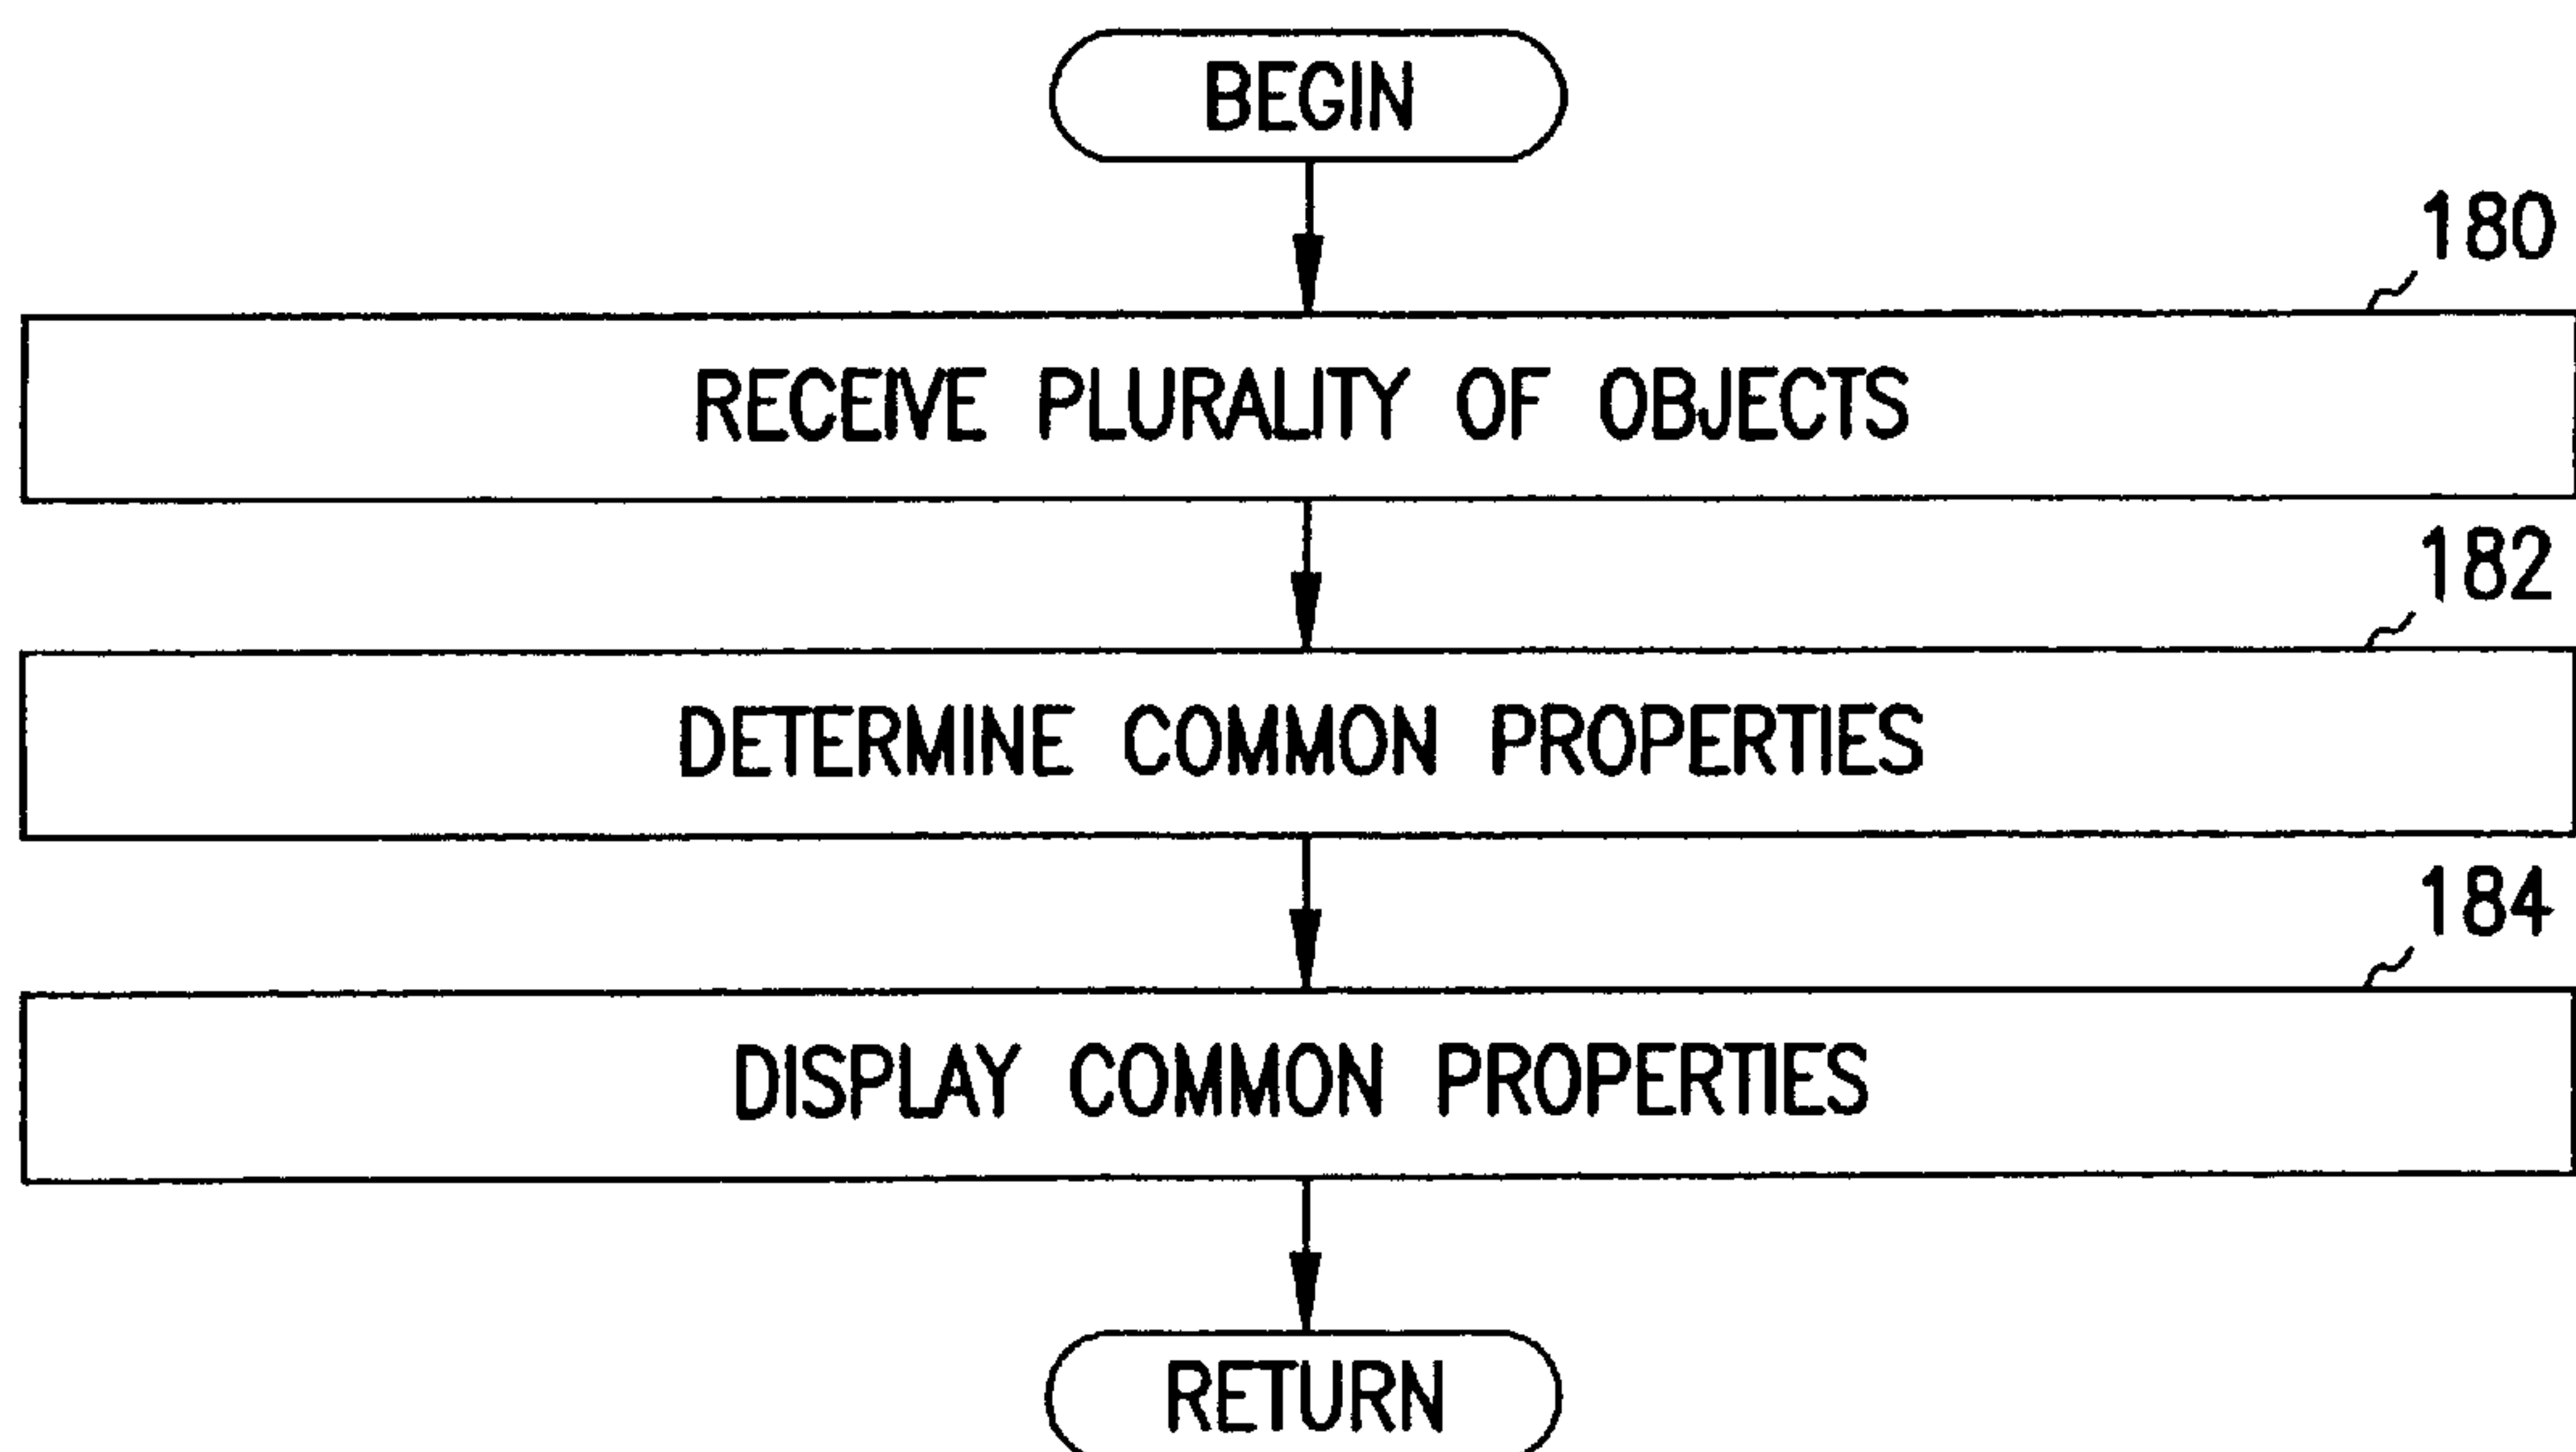 BEGIN
180
RECEIVE PLURALITY OF OBJECTS
182
DETERMINE COMMON PROPERTIES
184
DISPLAY COMMON PROPERTIES
RETURN